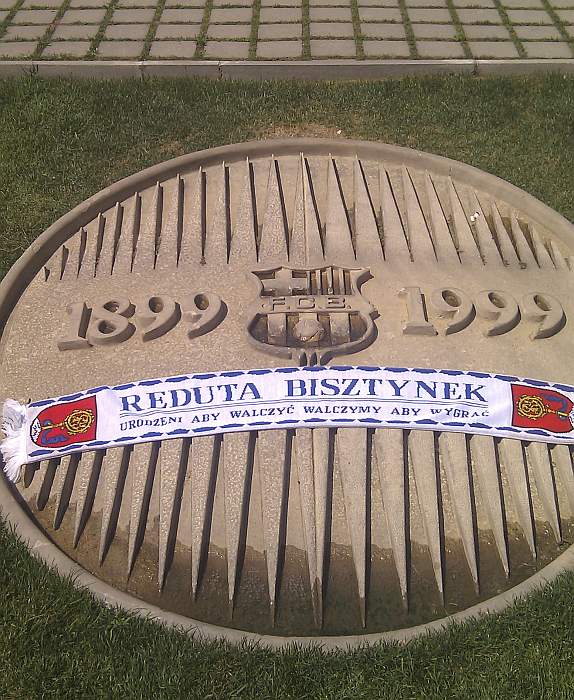 1899 FCB 1999
REDUTA BISZTYNEK
URODZENI ABY WALCZYĆ WALCZYMY ABY WYGRAĆ